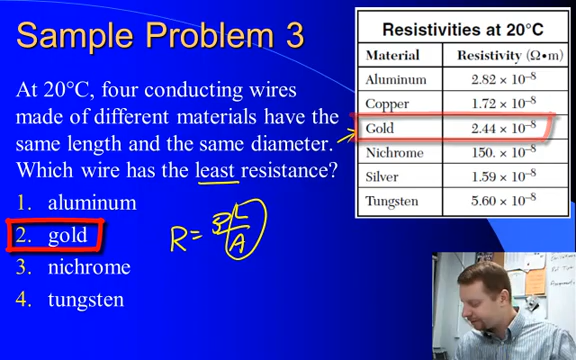 Sample Problem 3
At 20°C, four conducting wires
made of different materials have the
same length and the same diameter.
Which wire has the least resistance?
1. aluminum
2. gold
3. nichrome
4. tungsten
R = ρL/A
Resistivities at 20°C
Material Resistivity (Ω•m)
Aluminum 2.82 × 10⁻⁸
Copper 1.72 × 10⁻⁸
Gold 2.44 × 10⁻⁸
Nichrome 150. × 10⁻⁸
Silver 1.59 × 10⁻⁸
Tungsten 5.60 × 10⁻⁸